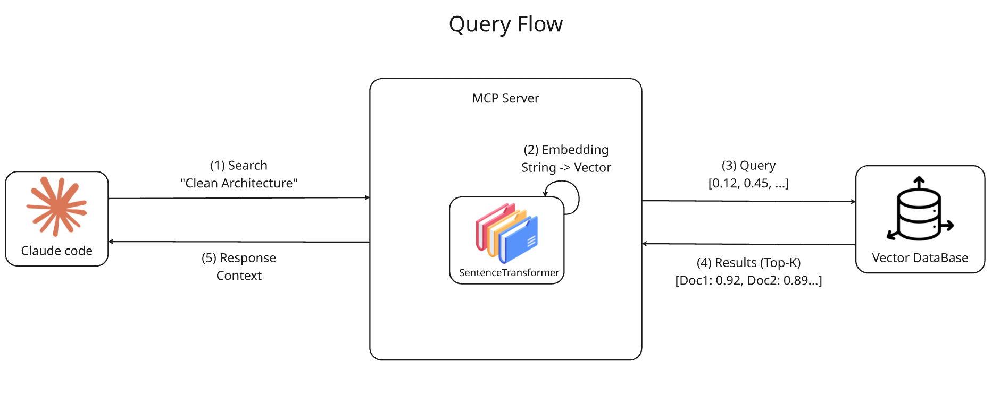 Query Flow
MCP Server
(1) Search
"Clean Architecture"
(2) Embedding
String -> Vector
(3) Query
[0.12, 0.45, ...]
Claude code
(5) Response
Context
SentenceTransformer
Vector DataBase
(4) Results (Top-K)
[Doc1: 0.92, Doc2: 0.89...]